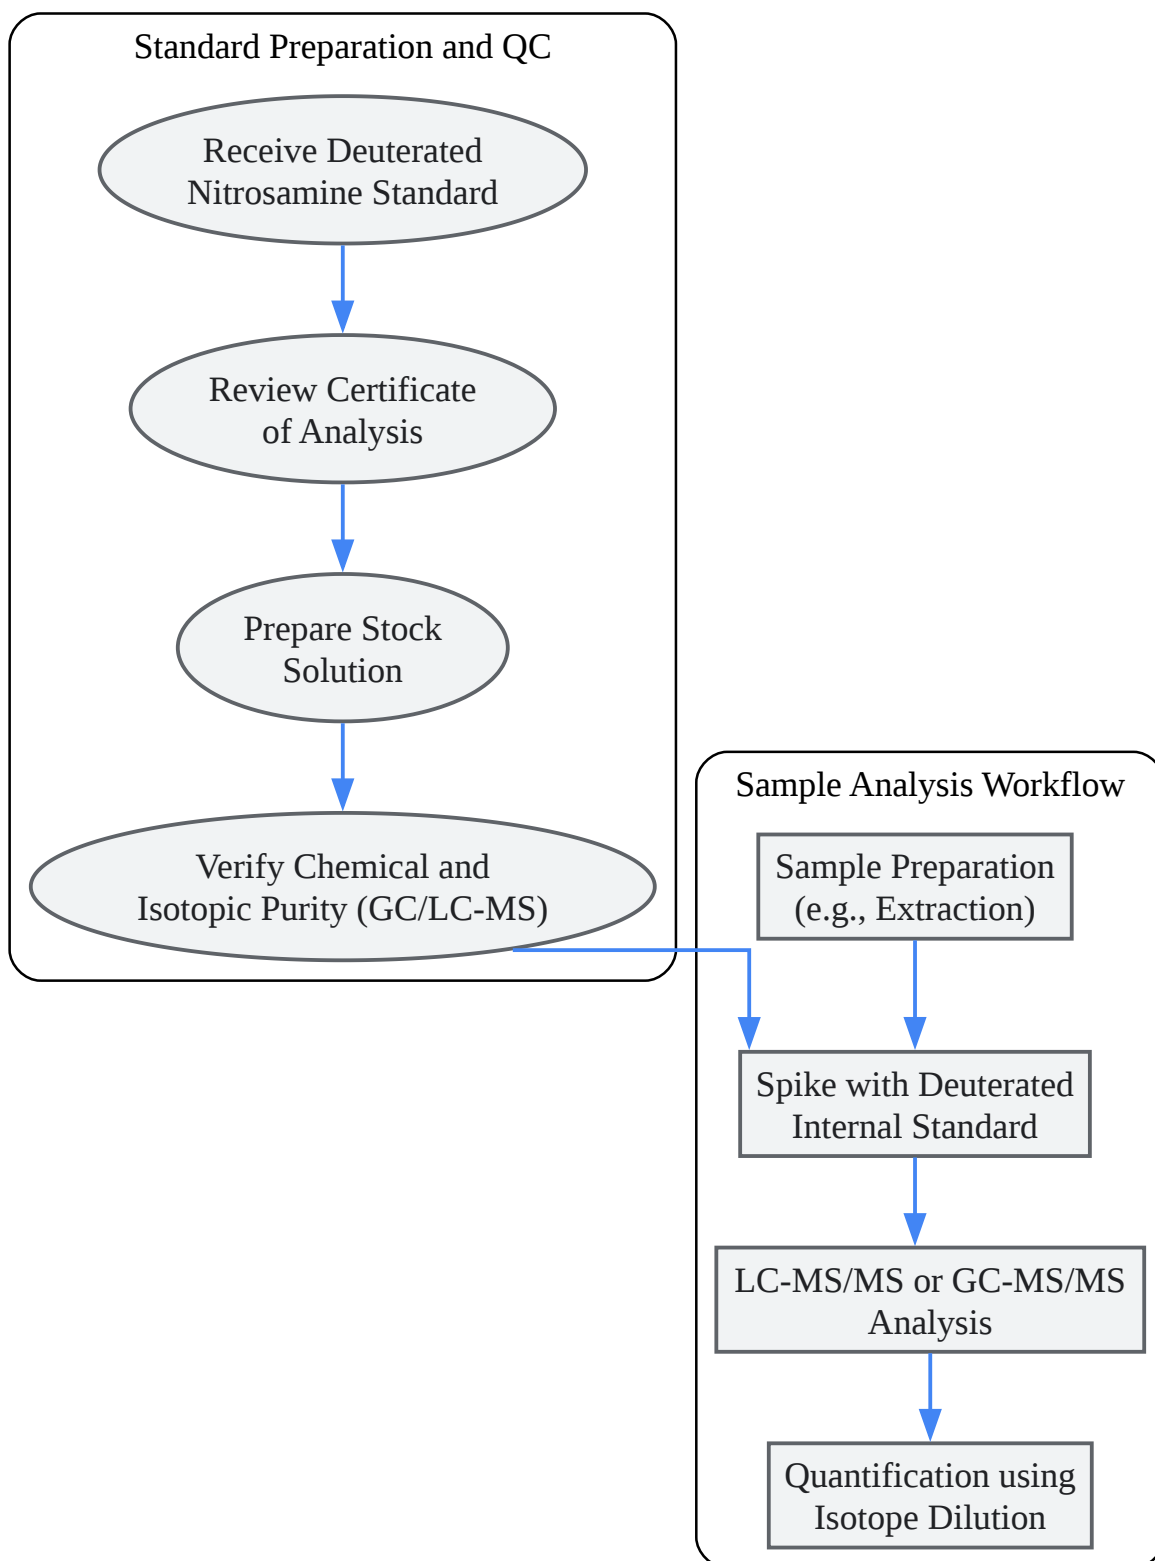 Standard Preparation and QC
Receive Deuterated
Nitrosamine Standard
Review Certificate
of Analysis
Prepare Stock
Solution
Verify Chemical and
Isotopic Purity (GC/LC-MS)
Sample Analysis Workflow
Sample Preparation
(e.g., Extraction)
Spike with Deuterated
Internal Standard
LC-MS/MS or GC-MS/MS
Analysis
Quantification using
Isotope Dilution